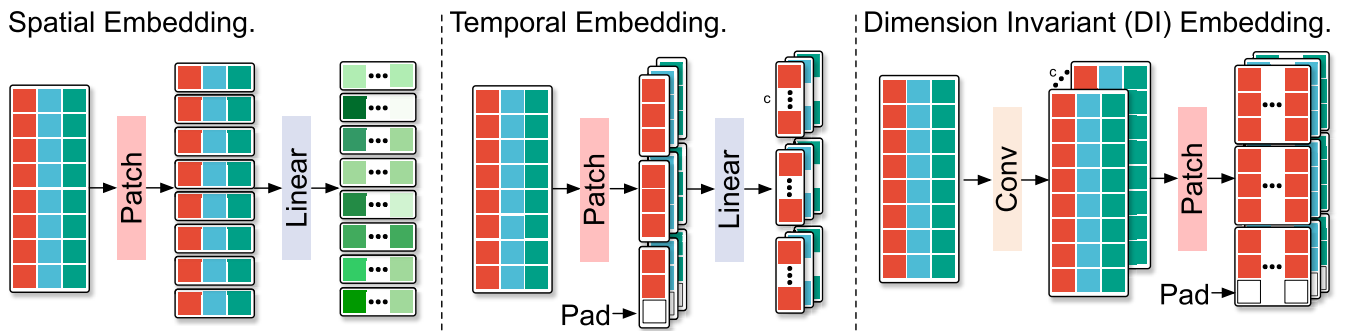 Spatial Embedding.
Patch
Linear
Temporal Embedding.
Patch
Pad
Linear
c
Dimension Invariant (DI) Embedding.
Conv
c
Patch
Pad